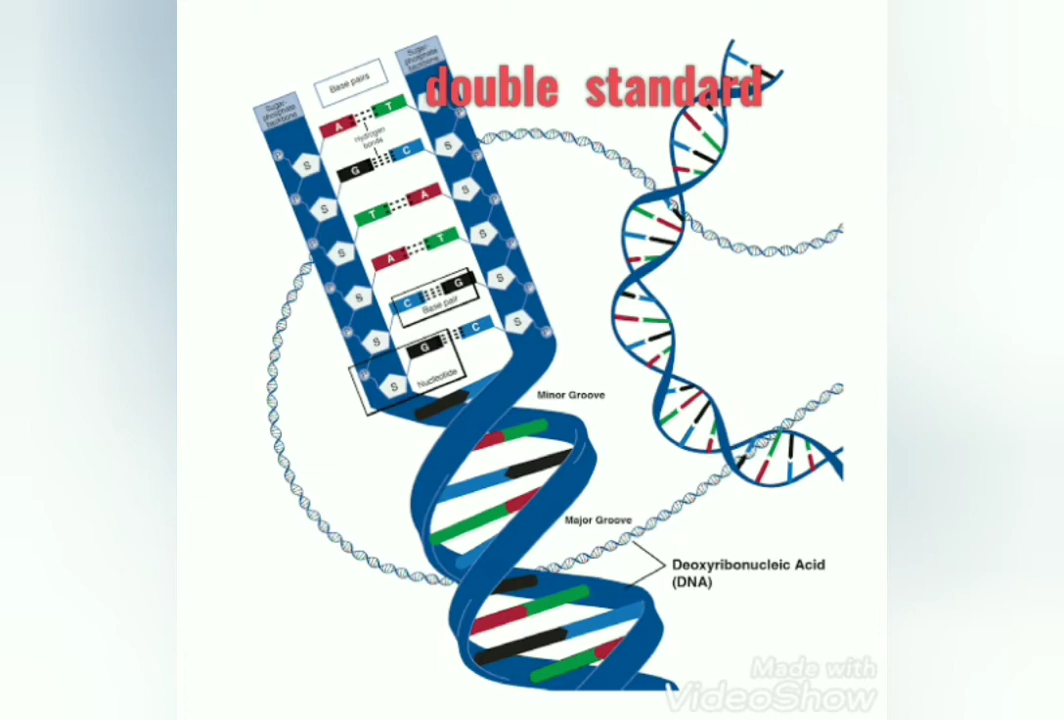 double standard
Sugar-
phosphate
backbone
Base pairs
Sugar-
phosphate
backbone
A T
Hydrogen
bonds
G C
T A
A T
C G
Base pair
G C
Nucleotide
S
S
S
S
S
S
S
S
S
S
S
Minor Groove
Major Groove
Deoxyribonucleic Acid
(DNA)
Made with
VideoShow